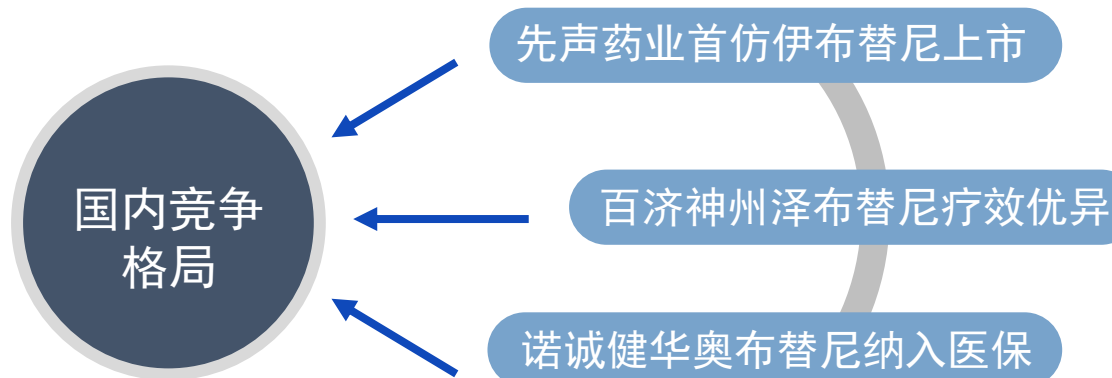 先声药业首仿伊布替尼上市
国内竞争
格局
百济神州泽布替尼疗效优异
诺诚健华奥布替尼纳入医保